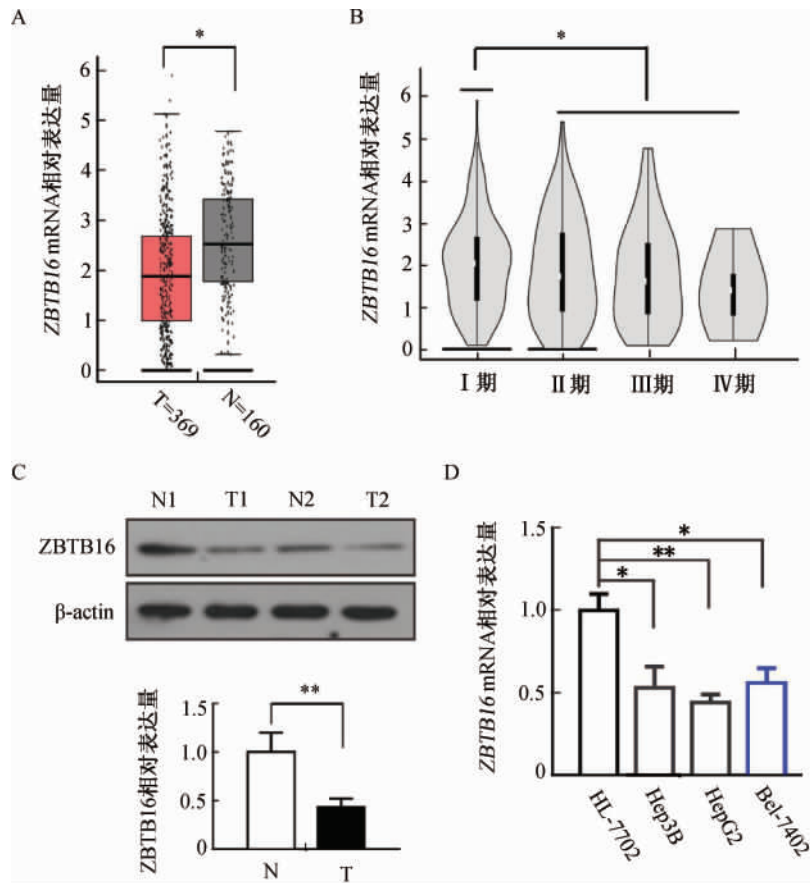 A
ZBTB16 mRNA相对表达量
*
6
5
4
3
2
1
0
T=369
N=160
B
ZBTB16 mRNA相对表达量
*
6
5
4
3
2
1
0
Ⅰ期
Ⅱ期
Ⅲ期
Ⅳ期
C
N1 T1 N2 T2
ZBTB16
β-actin
ZBTB16相对表达量
**
1.5
1.0
0.5
0
N
T
D
ZBTB16 mRNA相对表达量
*
**
*
1.5
1.0
0.5
0
HL-7702
Hep3B
HepG2
Bel-7402